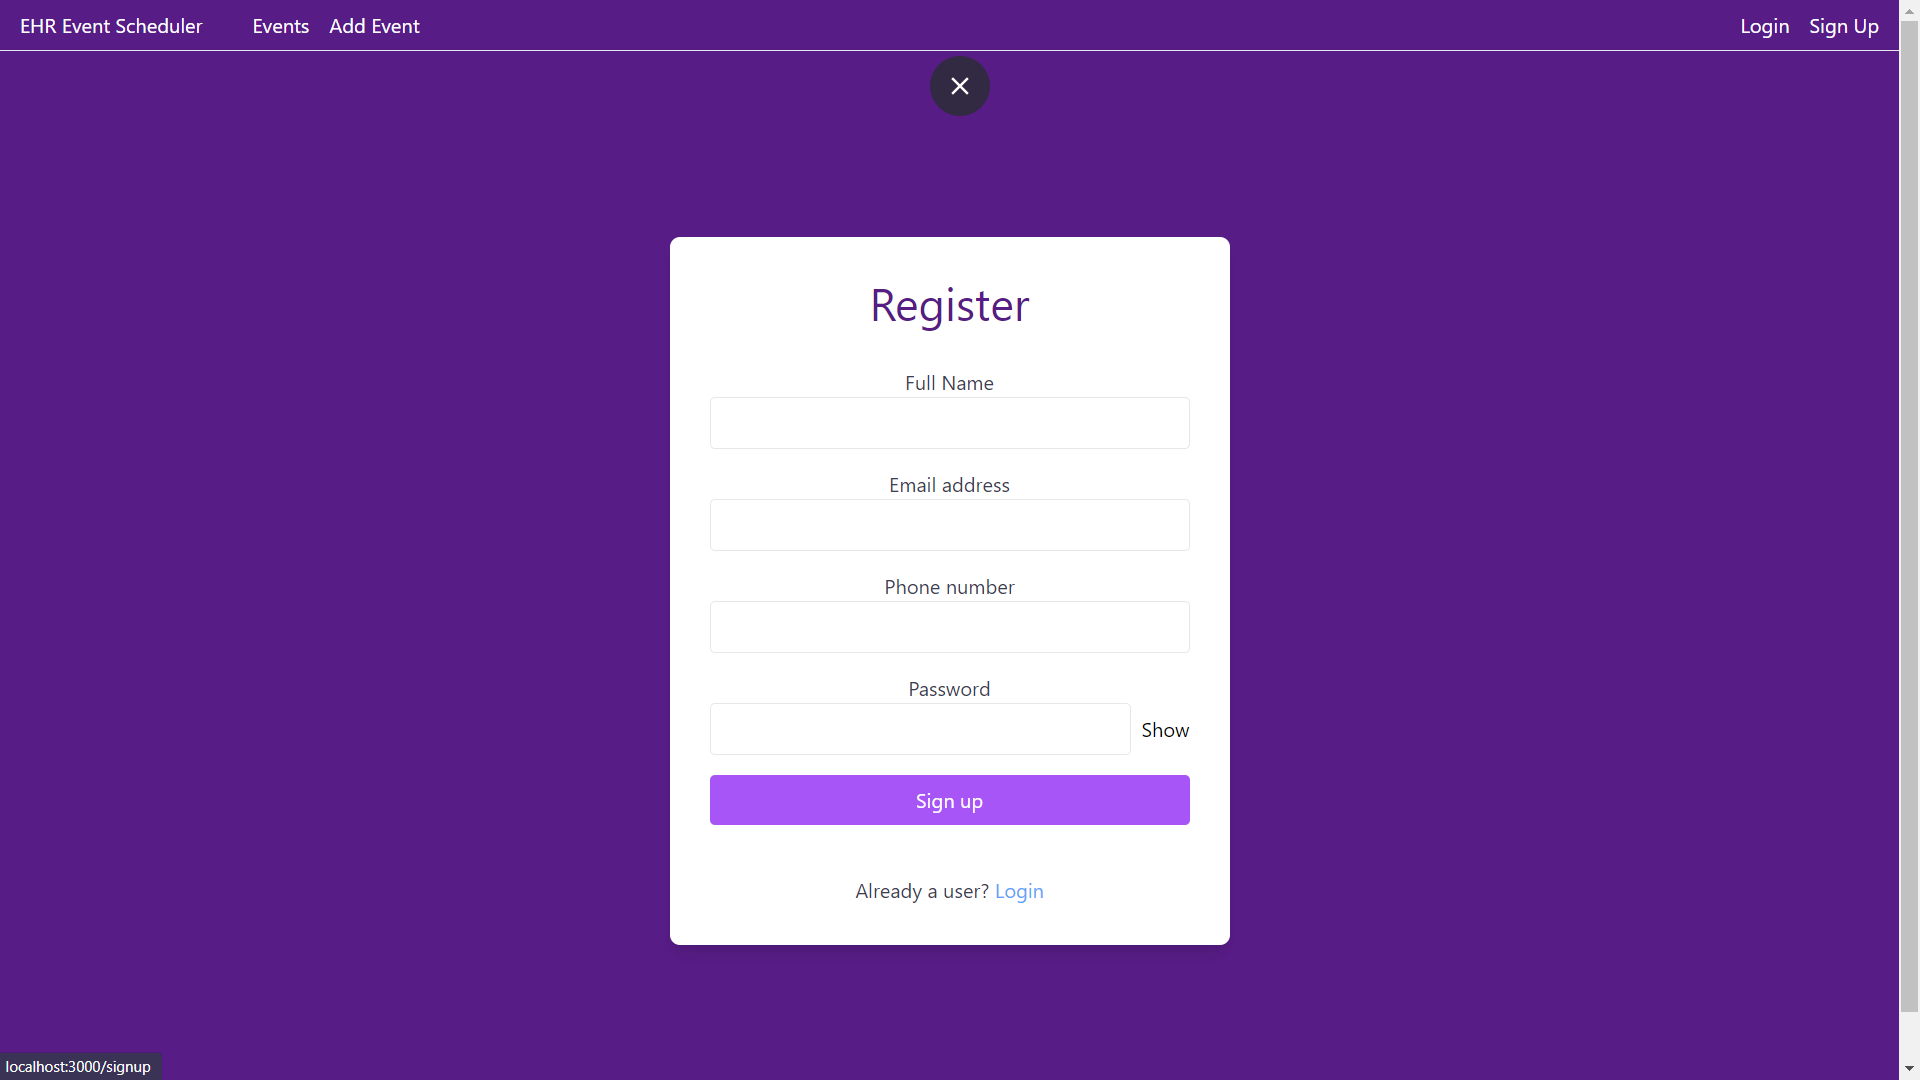 EHR Event Scheduler Events Add Event Login Sign Up
Register
Full Name
Email address
Phone number
Password
Show
Sign up
Already a user? Login
localhost:3000/signup